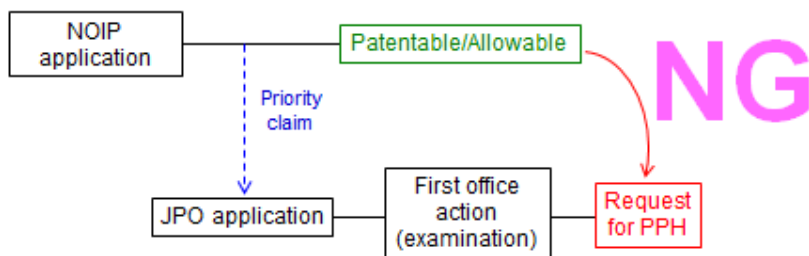 NOIP
application
Patentable/Allowable
NG
Priority
claim
JPO application
First office
action
(examination)
Request
for PPH